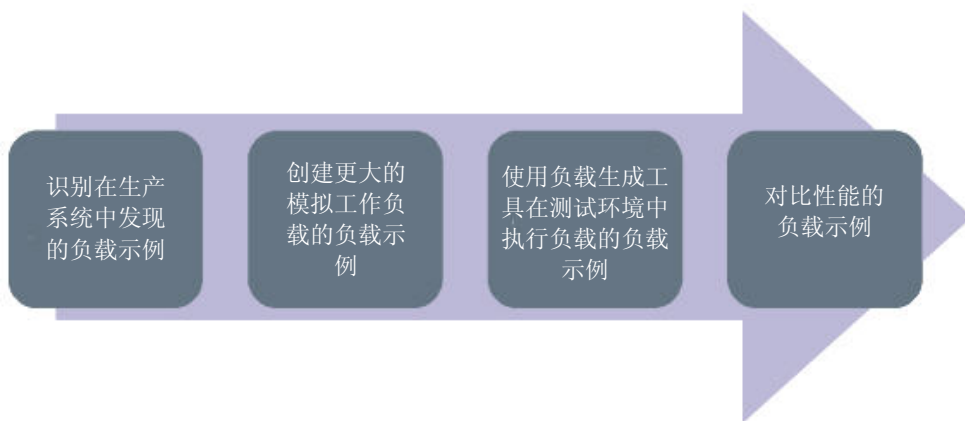 识别在生产
系统中发现
的负载示例
创建更大的
模拟工作负
载的负载示
例
使用负载生成工
具在测试环境中
执行负载的负载
示例
对比性能的
负载示例